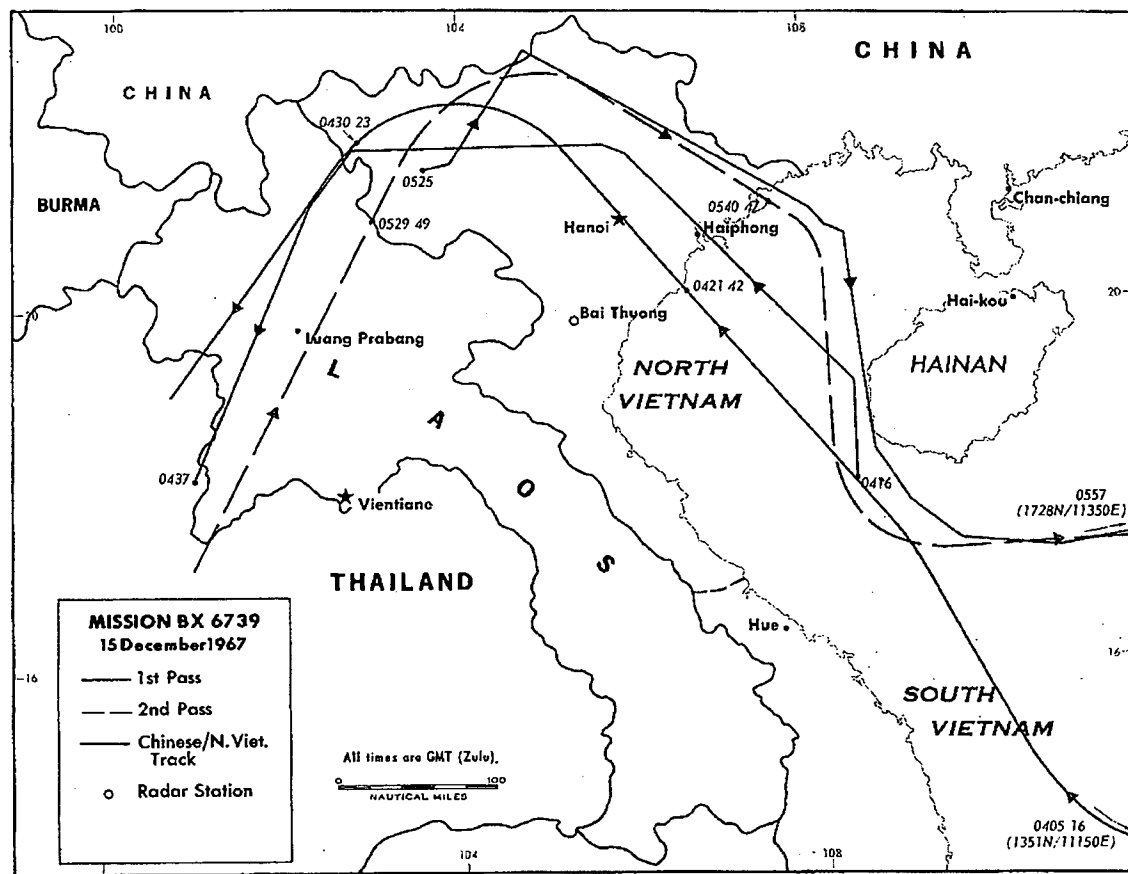 100
104
108
CHINA
CHINA
0430 23
0525
BURMA
Chan-chiang
0540 47
0529 49
Hanoi
Haiphong
0421 42
Hai-kou
20
20
Bai Thuong
Luang Prabang
HAINAN
NORTH
VIETNAM
L
A
O
S
0437
0416
Vientiane
0557
(1728N/11350E)
THAILAND
MISSION BX 6739
15 December 1967
1st Pass
2nd Pass
Chinese/N. Viet.
Track
Radar Station
Hue
16
16
SOUTH
VIETNAM
All times are GMT (Zulu).
0
100
NAUTICAL MILES
0405 16
(1351N/11150E)
104
108